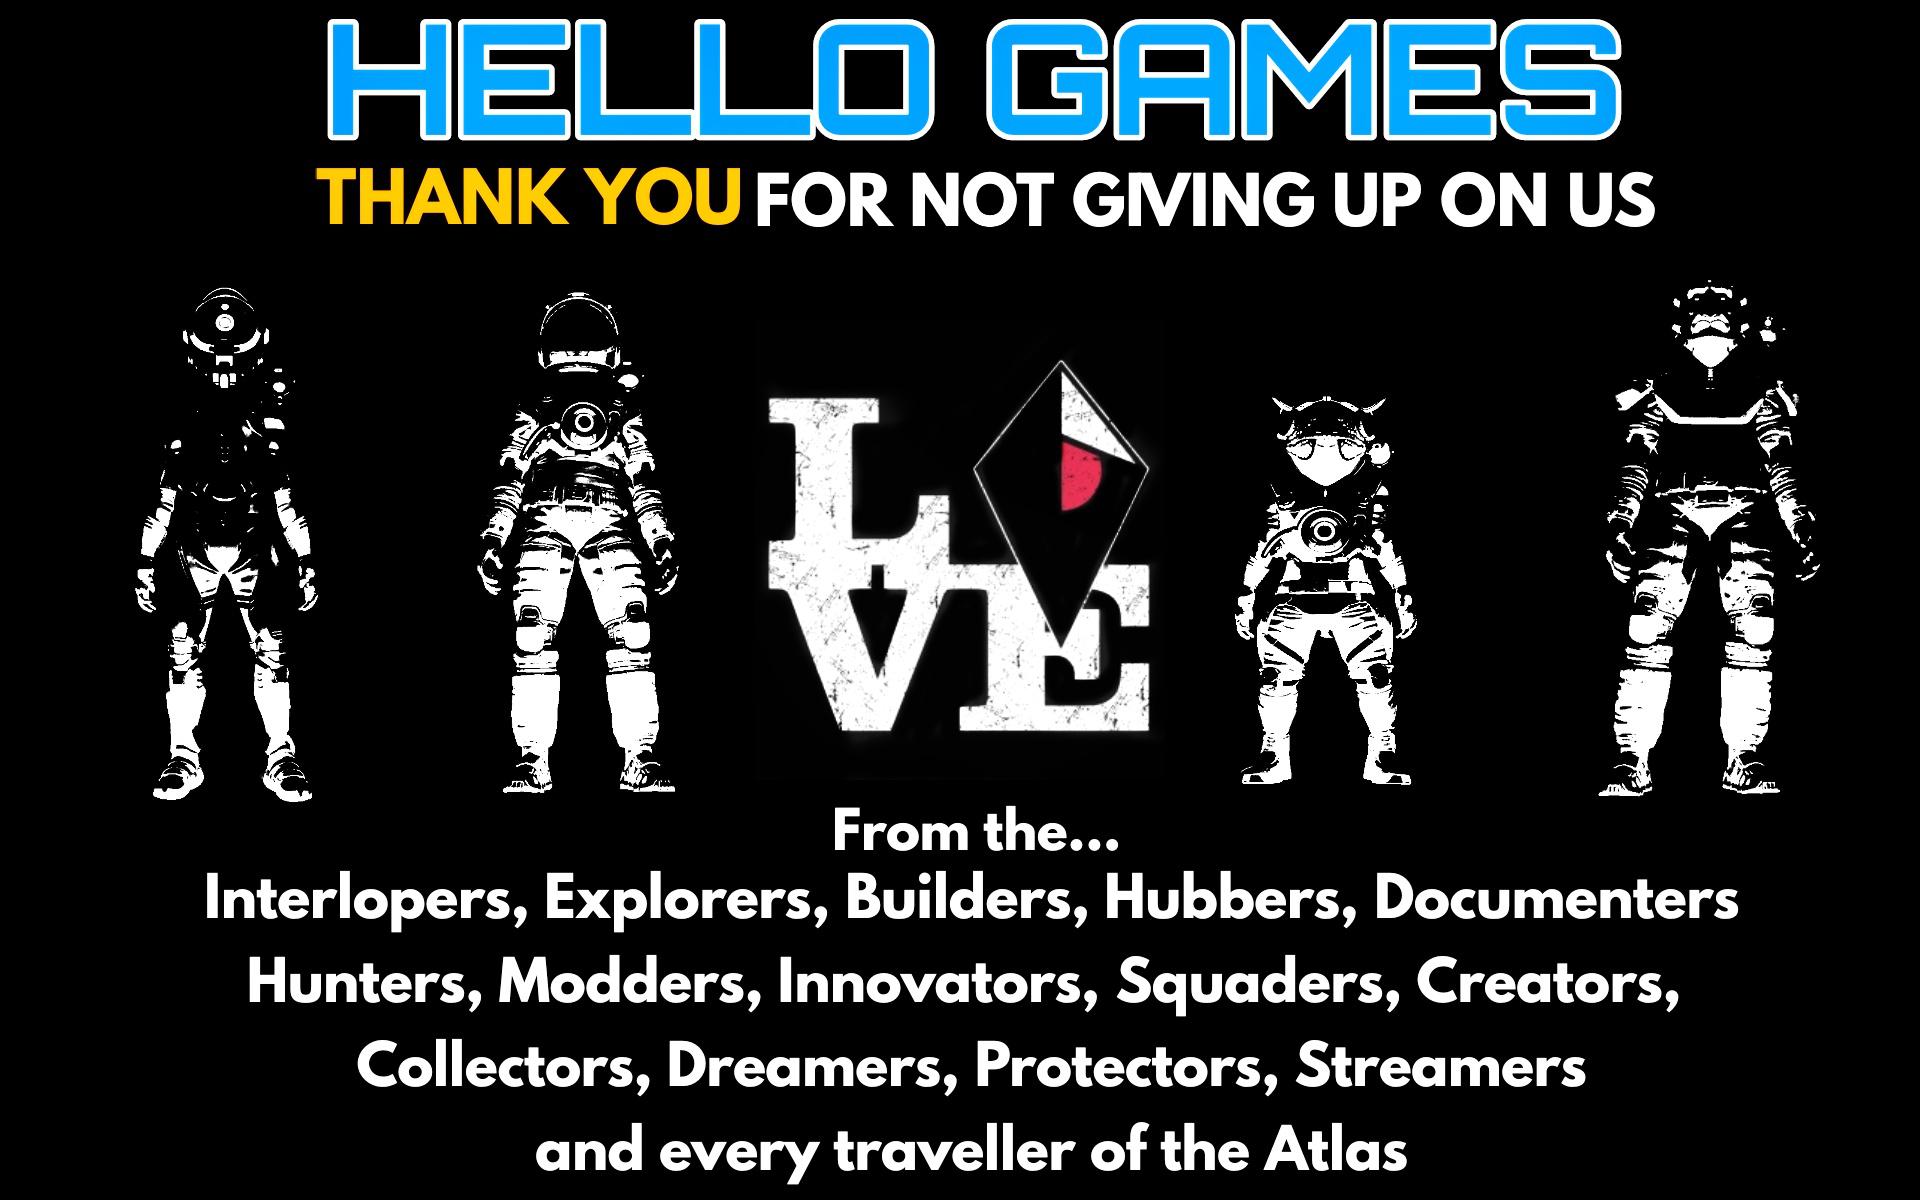 HELLO GAMES
THANK YOU FOR NOT GIVING UP ON US
L VE
From the...
Interlopers, Explorers, Builders, Hubbers, Documenters
Hunters, Modders, Innovators, Squaders, Creators,
Collectors, Dreamers, Protectors, Streamers
and every traveller of the Atlas